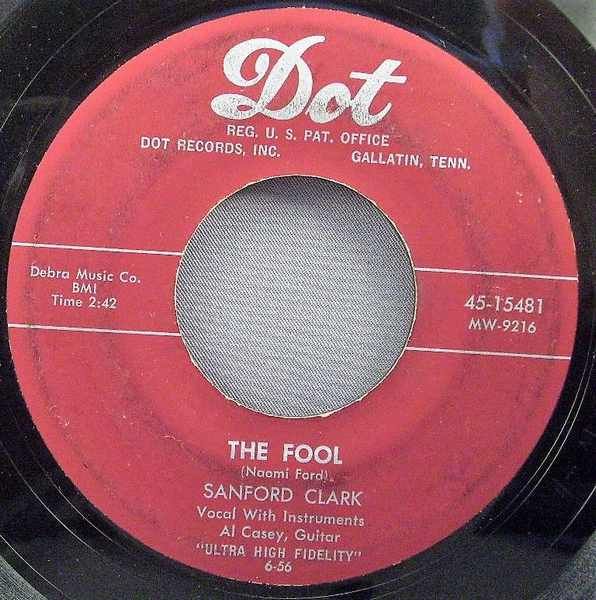 Dot
REG. U. S. PAT. OFFICE
DOT RECORDS, INC. GALLATIN, TENN.
Debra Music Co.
BMI
Time 2:42
45-15481
MW-9216
THE FOOL
(Naomi Ford)
SANFORD CLARK
Vocal With Instruments
Al Casey, Guitar
"ULTRA HIGH FIDELITY"
6-56